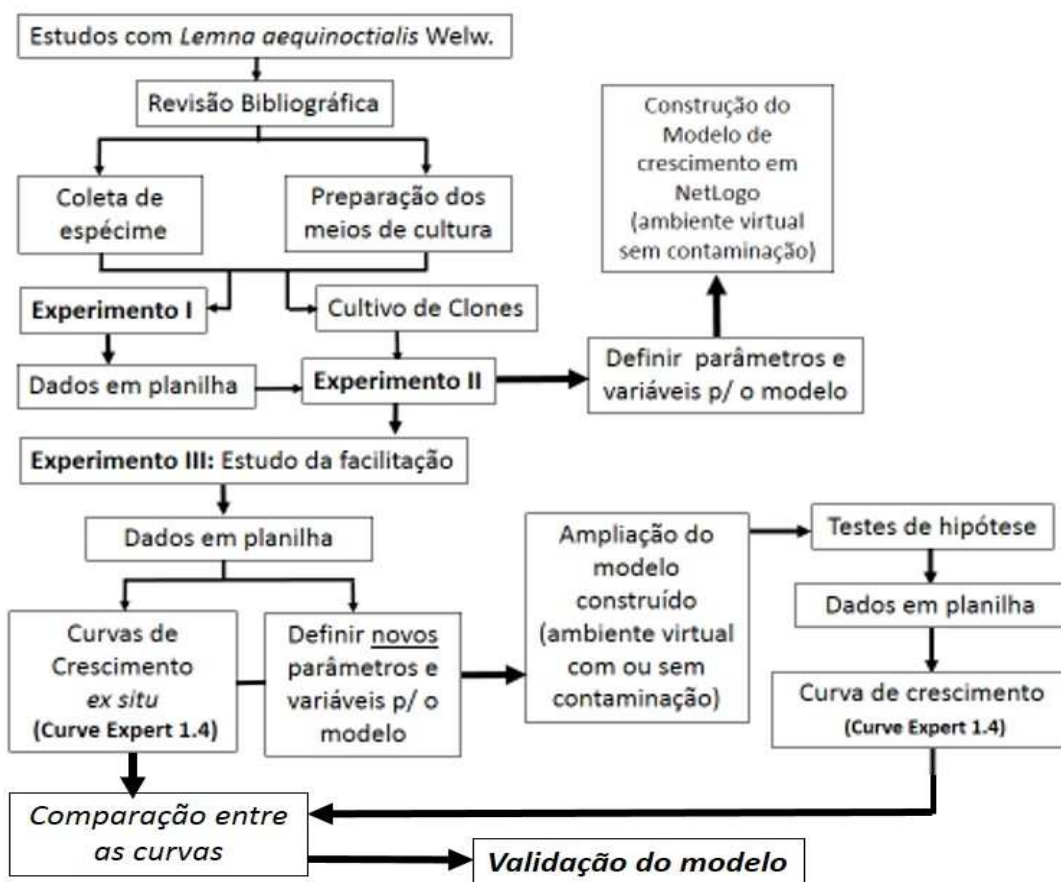 Estudos com Lemna aequinoctialis Welw.
Revisão Bibliográfica
Coleta de
espécime
Preparação dos
meios de cultura
Construção do
Modelo de
crescimento em
NetLogo
(ambiente virtual
sem contaminação)
Experimento I
Cultivo de Clones
Dados em planilha
Experimento II
Definir parâmetros e
variáveis p/ o modelo
Experimento III: Estudo da facilitação
Dados em planilha
Curvas de
Crescimento
ex situ
(Curve Expert 1.4)
Definir novos
parâmetros e
variáveis p/ o
modelo
Ampliação do
modelo
construído
(ambiente virtual
com ou sem
contaminação)
Testes de hipótese
Dados em planilha
Curva de crescimento
(Curve Expert 1.4)
Comparação entre
as curvas
Validação do modelo